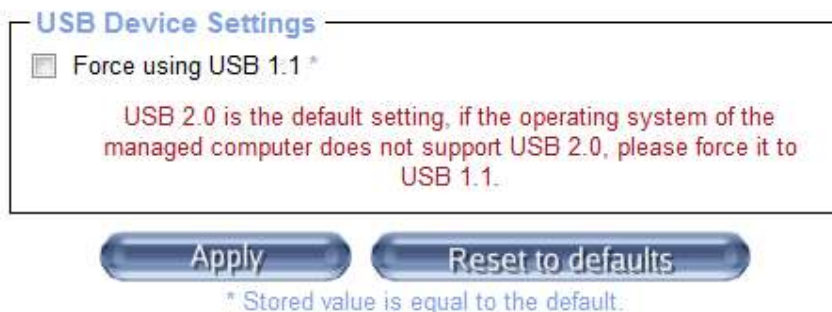 USB Device Settings
Force using USB 1.1 *
USB 2.0 is the default setting, if the operating system of the
managed computer does not support USB 2.0, please force it to
USB 1.1.
Apply
Reset to defaults
* Stored value is equal to the default.